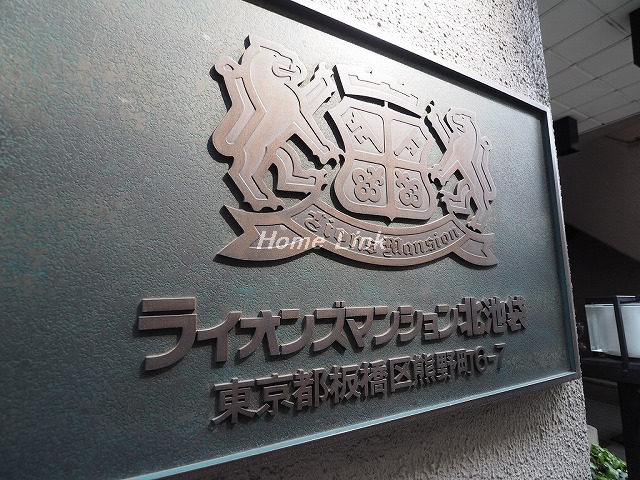 Lions Mansion
Home Link
ライオンズマンション北池袋
東京都板橋区熊野町6-7